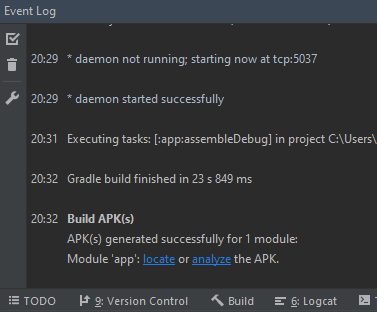 Event Log
20:29 * daemon not running; starting now at tcp:5037
20:29 * daemon started successfully
20:31 Executing tasks: [:app:assembleDebug] in project C:\Users\
20:32 Gradle build finished in 23 s 849 ms
20:32 Build APK(s)
APK(s) generated successfully for 1 module:
Module 'app': locate or analyze the APK.
TODO 9: Version Control Build 6: Logcat T